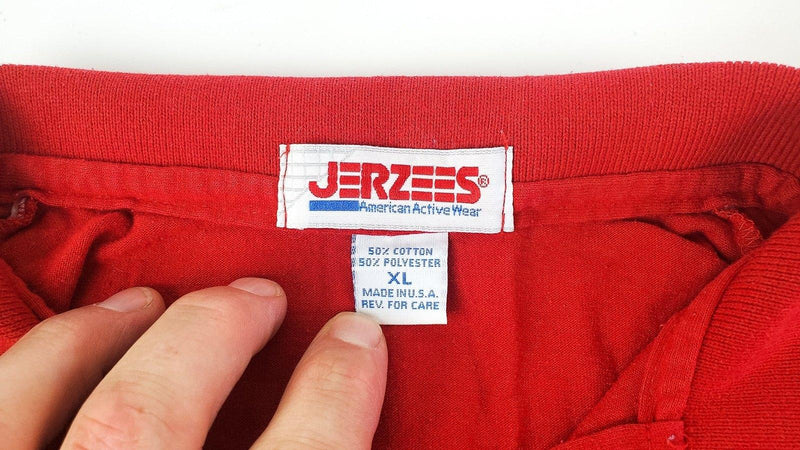 JERZEES®
American Active Wear
50% COTTON
50% POLYESTER
XL
MADE IN U.S.A.
REV. FOR CARE